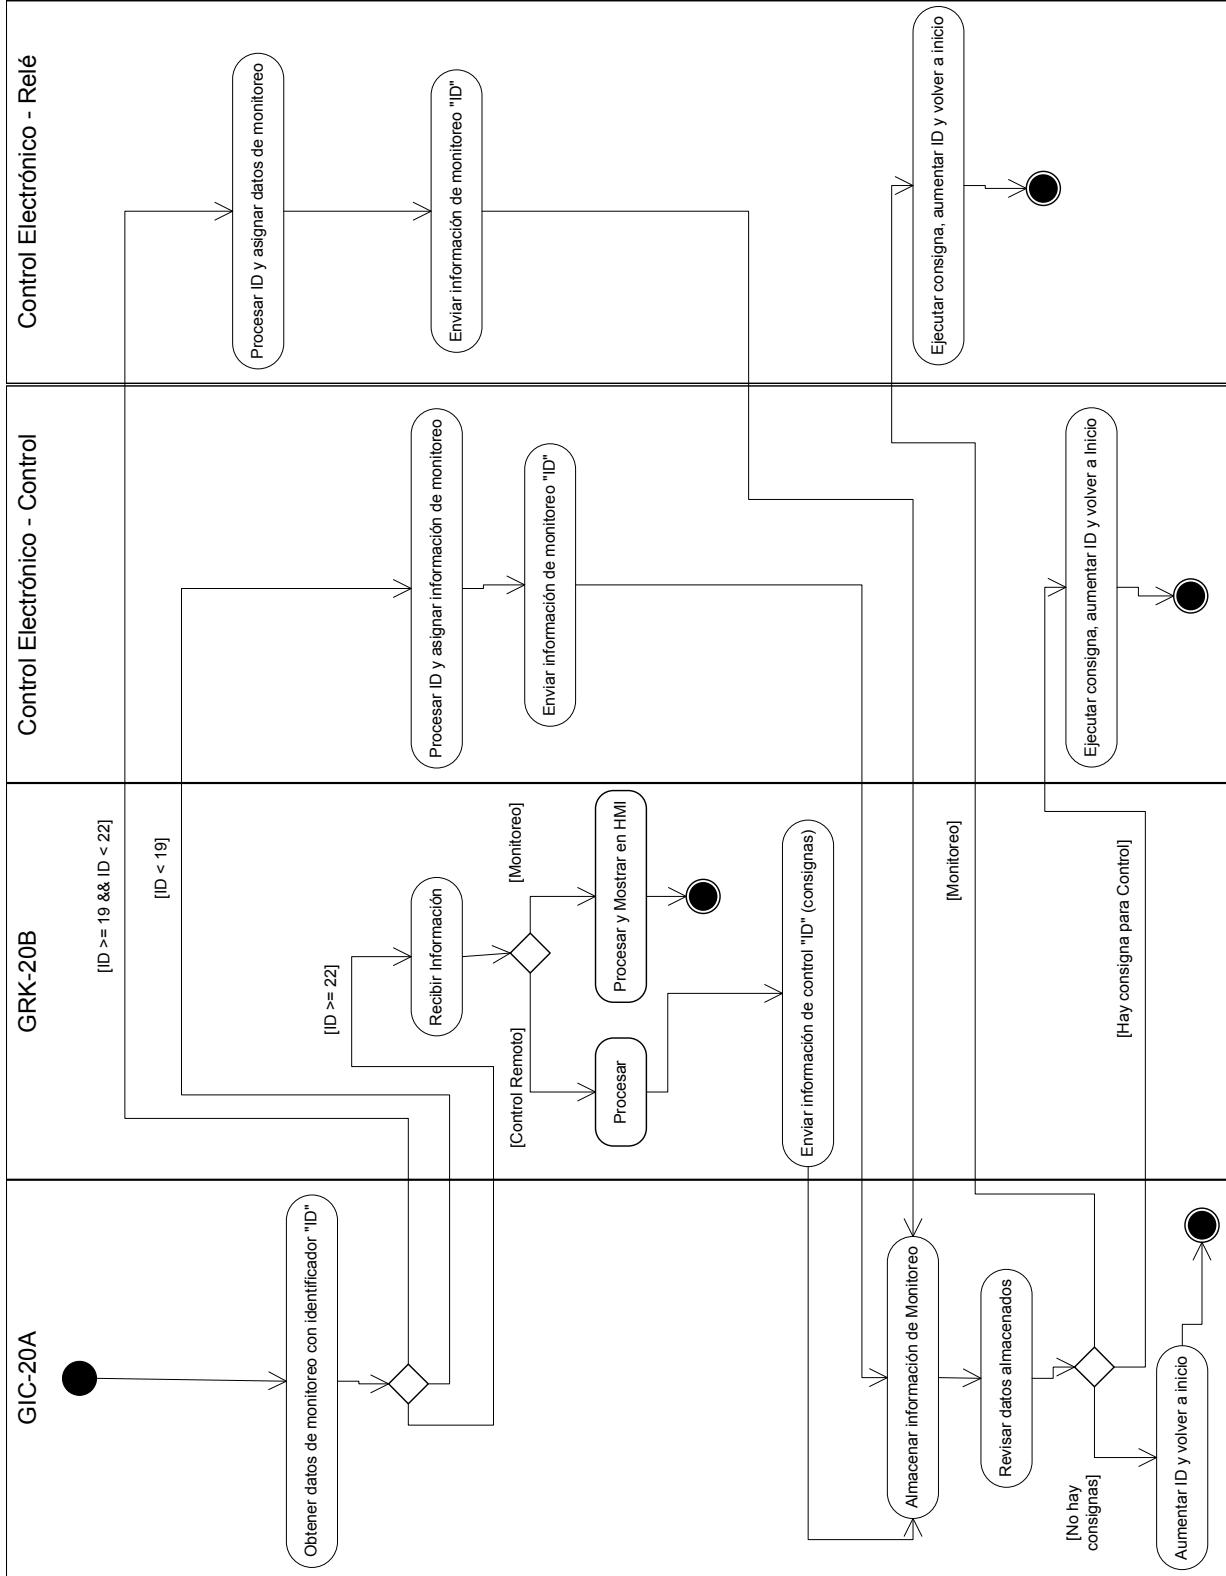 GIC-20A
Obtener datos de monitoreo con identificador "ID"
Almacenar información de Monitoreo
Revisar datos almacenados
[No hay
consignas]
Aumentar ID y volver a inicio
GRK-20B
[ID >= 19 && ID < 22]
[ID < 19]
[ID >= 22]
Recibir Información
[Control Remoto]
[Monitoreo]
Procesar
Procesar y Mostrar en HMI
Enviar información de control "ID" (consignas)
[Monitoreo]
[Hay consigna para Control]
Control Electrónico - Control
Procesar ID y asignar información de monitoreo
Enviar información de monitoreo "ID"
Ejecutar consigna, aumentar ID y volver a Inicio
Control Electrónico - Relé
Procesar ID y asignar datos de monitoreo
Enviar información de monitoreo "ID"
Ejecutar consigna, aumentar ID y volver a inicio